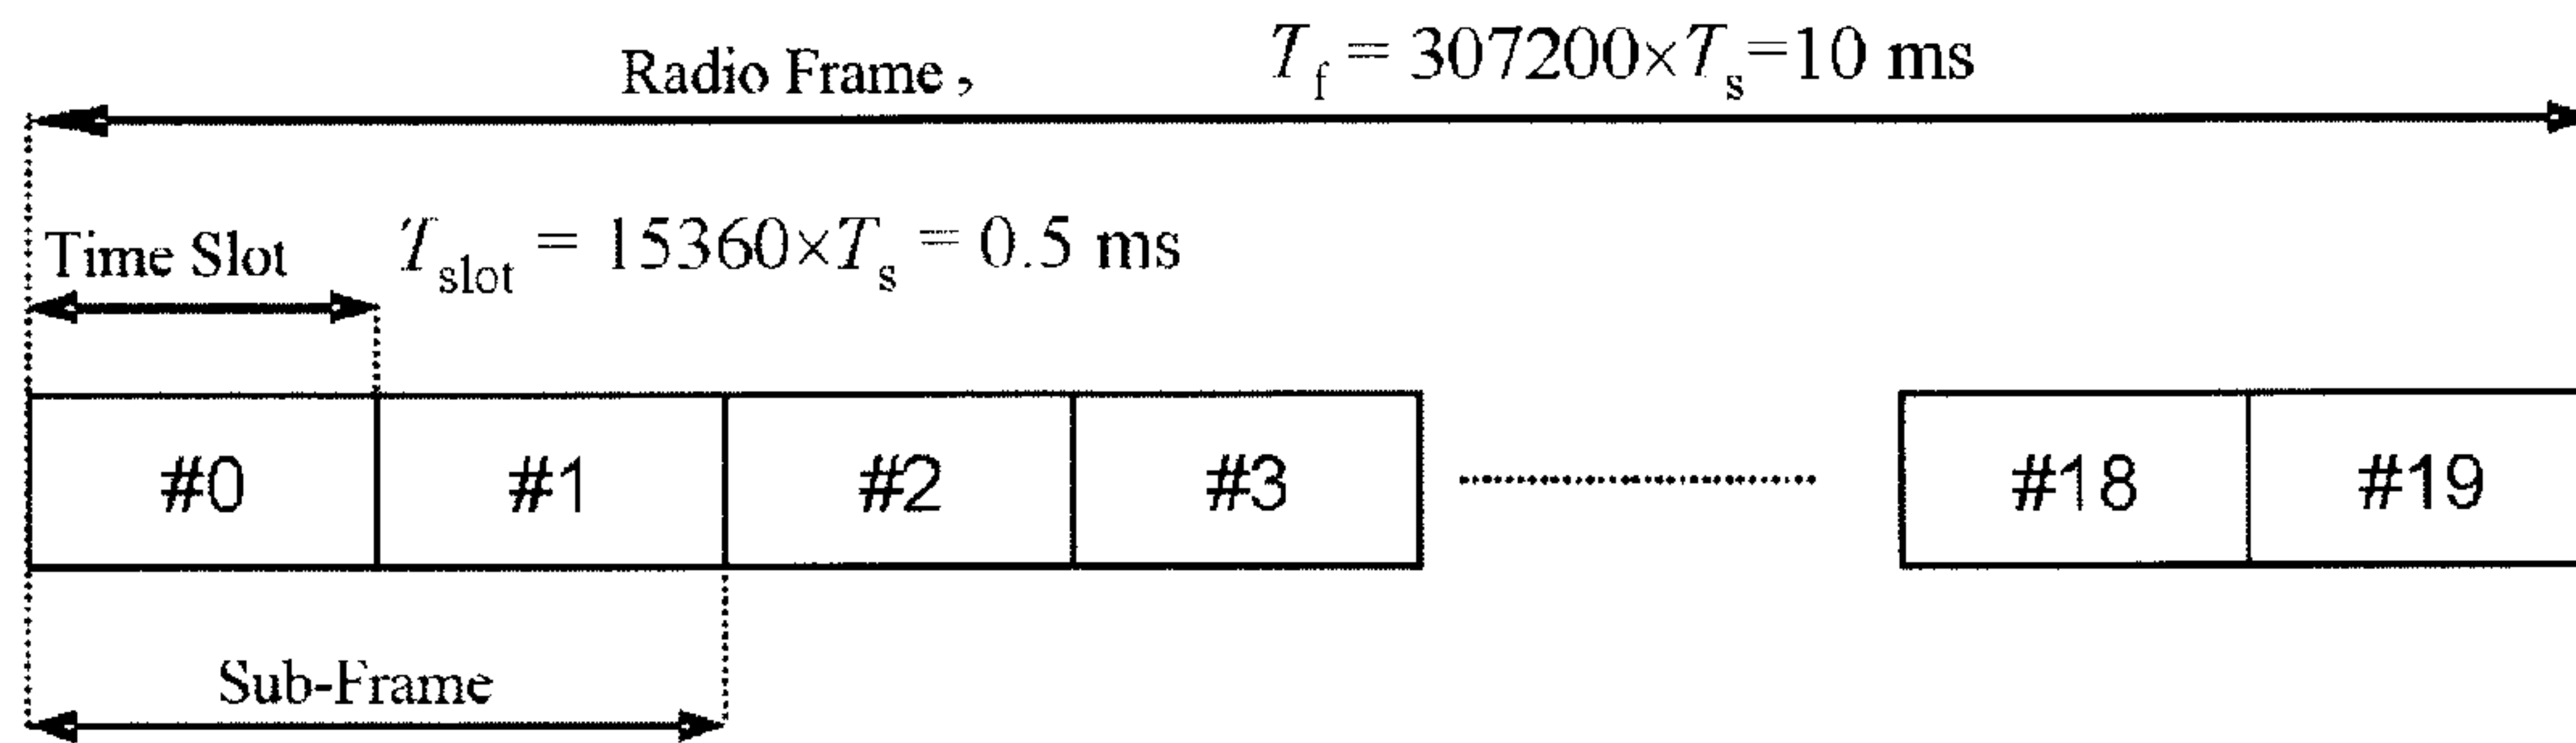 Radio Frame, T_f = 307200×T_s=10 ms
Time Slot T_slot = 15360×T_s = 0.5 ms
#0 #1 #2 #3 #18 #19
Sub-Frame